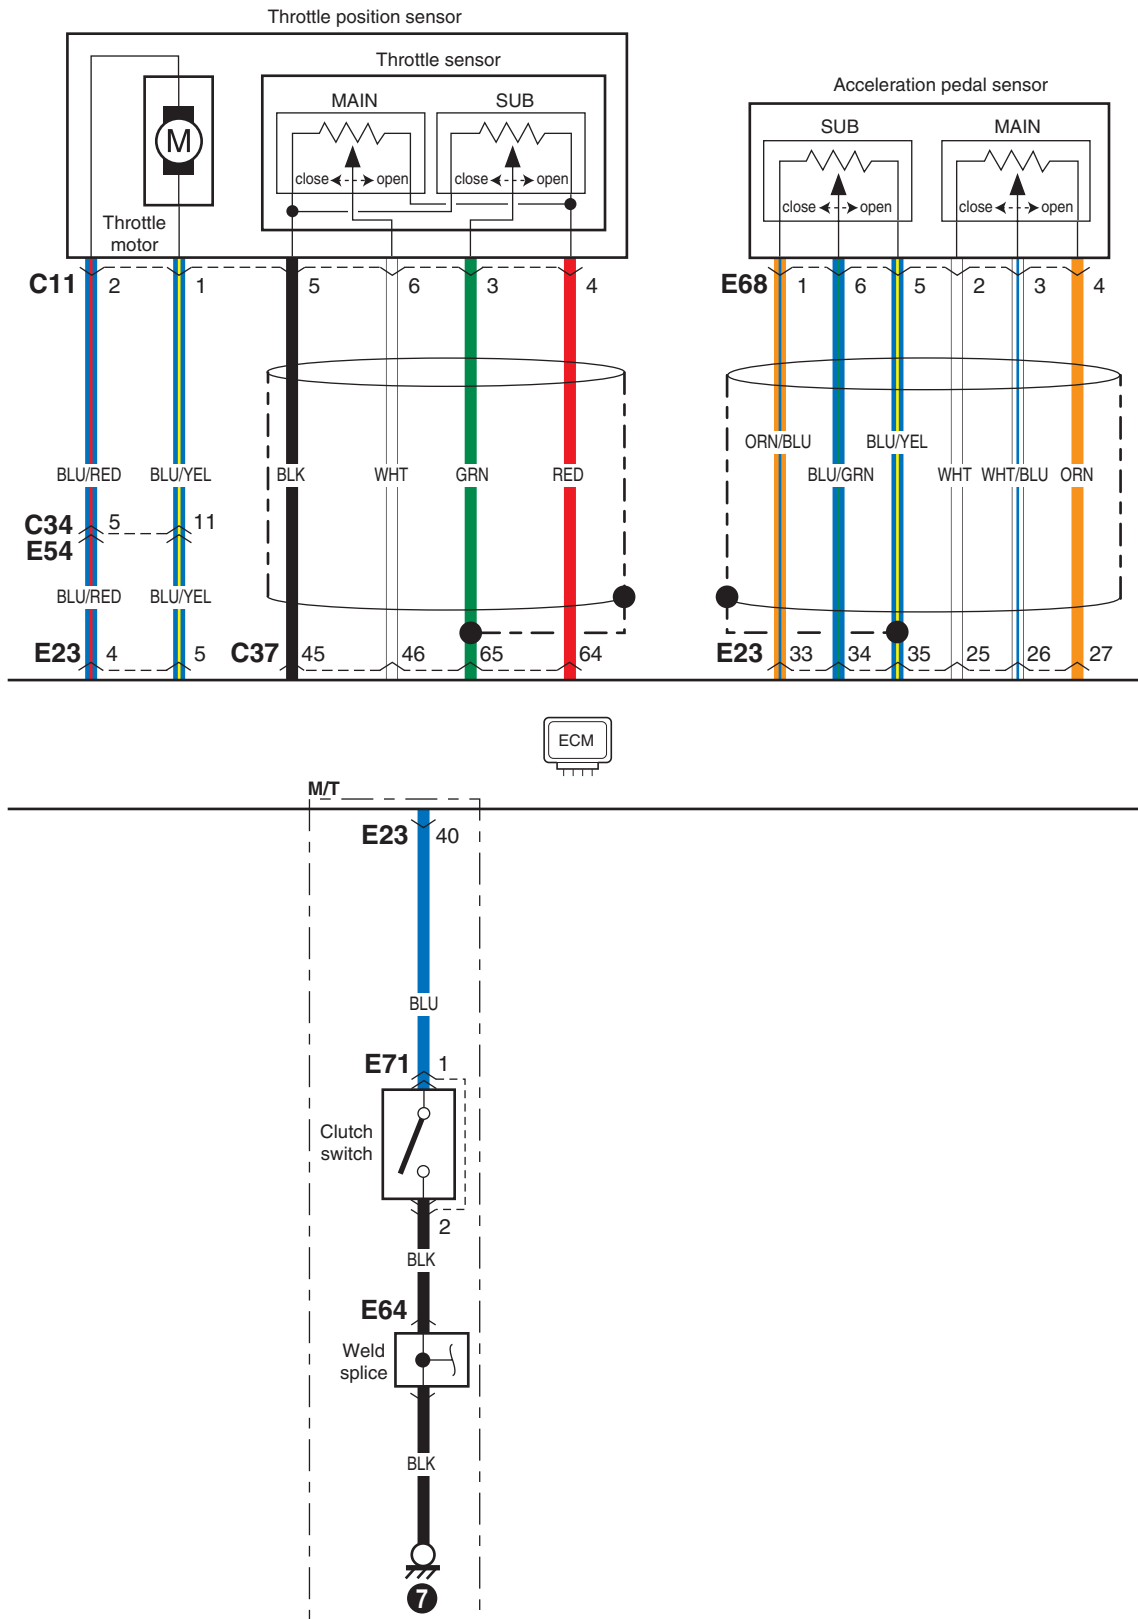 Throttle position sensor
Throttle sensor
MAIN SUB
M
close open close open
Throttle
motor
Acceleration pedal sensor
SUB MAIN
close open close open
C11 2 1 5 6 3 4
E68 1 6 5 2 3 4
ORN/BLU BLU/YEL
BLU/RED BLU/YEL BLK WHT GRN RED
BLU/GRN WHT WHT/BLU ORN
C34 5 11
E54
BLU/RED BLU/YEL
E23 4 5 C37 45 46 65 64
E23 33 34 35 25 26 27
ECM
M/T
E23 40
BLU
E71 1
Clutch
switch
2
BLK
E64
Weld
splice
BLK
7